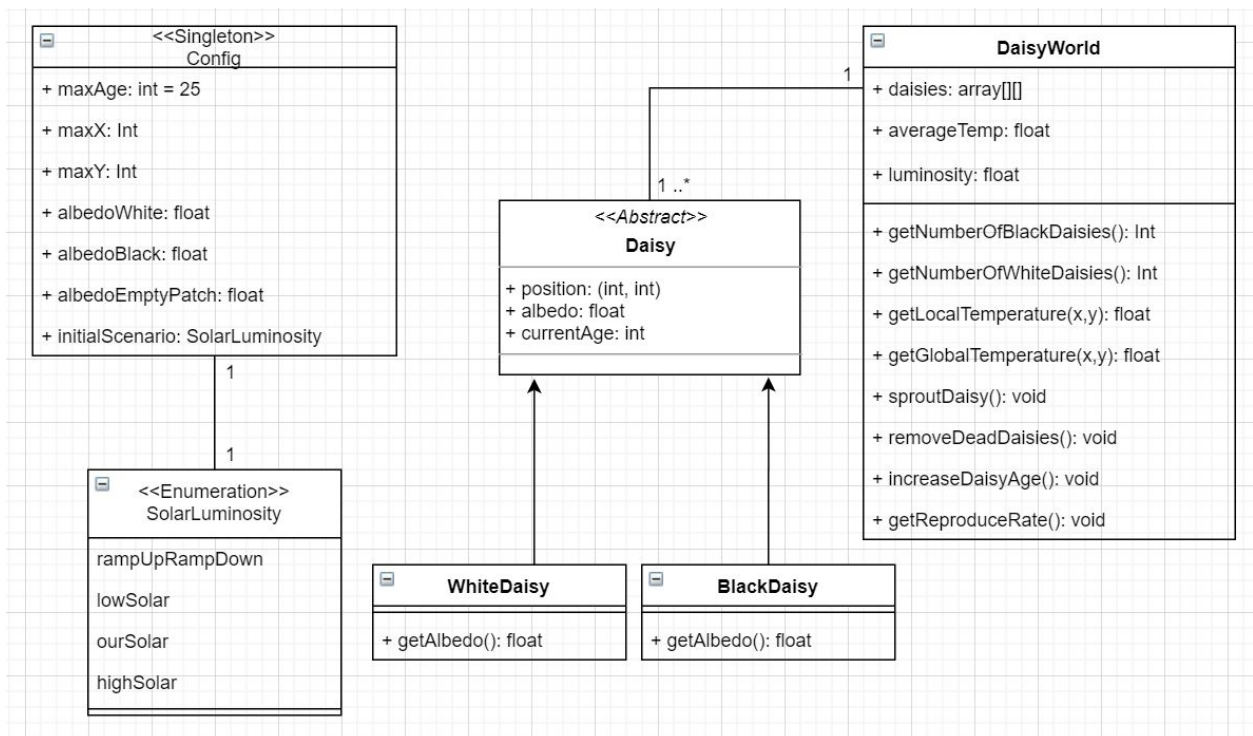 <<Singleton>>
Config
+ maxAge: int = 25
+ maxX: Int
+ maxY: Int
+ albedoWhite: float
+ albedoBlack: float
+ albedoEmptyPatch: float
+ initialScenario: SolarLuminosity
1
1
<<Enumeration>>
SolarLuminosity
rampUpRampDown
lowSolar
ourSolar
highSolar
<<Abstract>>
Daisy
+ position: (int, int)
+ albedo: float
+ currentAge: int
1 ..*
1
WhiteDaisy
+ getAlbedo(): float
BlackDaisy
+ getAlbedo(): float
DaisyWorld
+ daisies: array[][]
+ averageTemp: float
+ luminosity: float
+ getNumberOfBlackDaisies(): Int
+ getNumberOfWhiteDaisies(): Int
+ getLocalTemperature(x,y): float
+ getGlobalTemperature(x,y): float
+ sproutDaisy(): void
+ removeDeadDaisies(): void
+ increaseDaisyAge(): void
+ getReproduceRate(): void